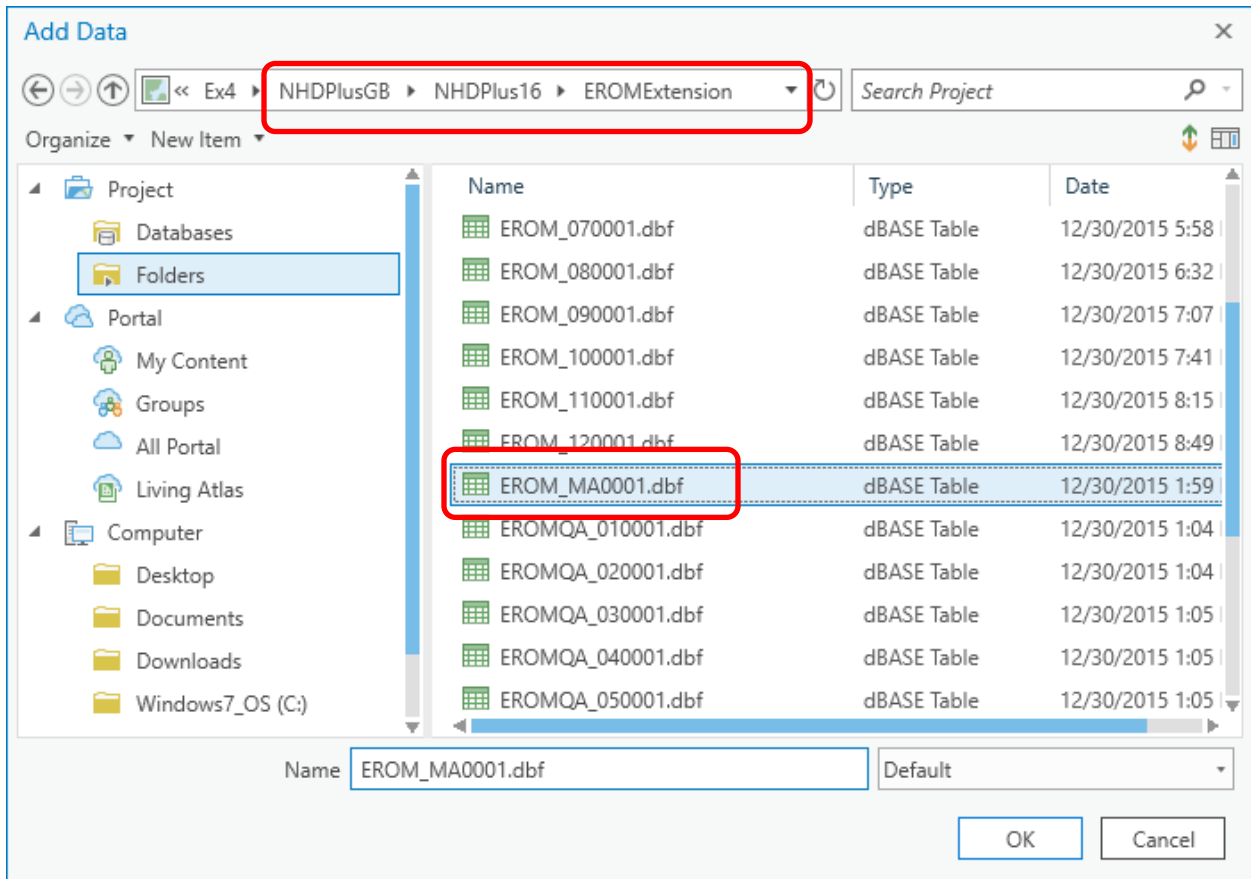 Add Data
« Ex4 NHDPlusGB NHDPlus16 EROMExtension Search Project
Organize New Item
Project
Databases
Folders
Portal
My Content
Groups
All Portal
Living Atlas
Computer
Desktop
Documents
Downloads
Windows7_OS (C:)
Name Type Date
EROM_070001.dbf dBASE Table 12/30/2015 5:58
EROM_080001.dbf dBASE Table 12/30/2015 6:32
EROM_090001.dbf dBASE Table 12/30/2015 7:07
EROM_100001.dbf dBASE Table 12/30/2015 7:41
EROM_110001.dbf dBASE Table 12/30/2015 8:15
EROM_120001.dbf dBASE Table 12/30/2015 8:49
EROM_MA0001.dbf dBASE Table 12/30/2015 1:59
EROMQA_010001.dbf dBASE Table 12/30/2015 1:04
EROMQA_020001.dbf dBASE Table 12/30/2015 1:04
EROMQA_030001.dbf dBASE Table 12/30/2015 1:05
EROMQA_040001.dbf dBASE Table 12/30/2015 1:05
EROMQA_050001.dbf dBASE Table 12/30/2015 1:05
Name EROM_MA0001.dbf Default
OK Cancel